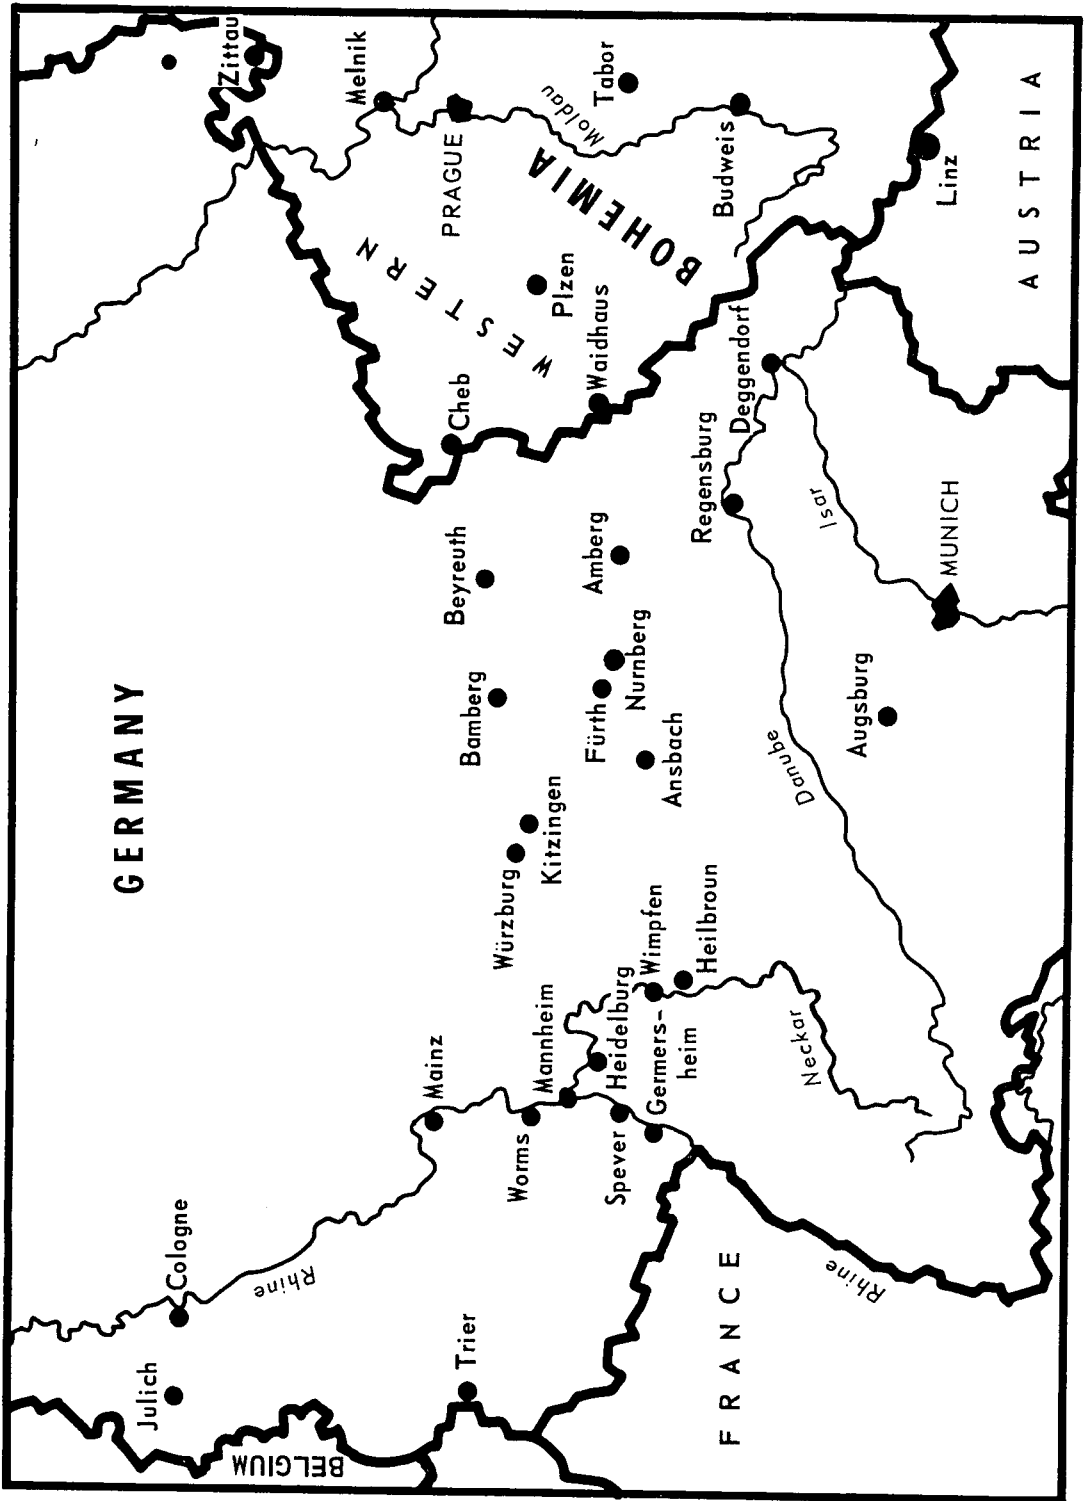 GERMANY
Zittau
Melnik
PRAGUE
Moldau
Tabor
Budweis
WESTERN
BOHEMIA
Plzen
Waidhaus
Cheb
Linz
AUSTRIA
Deggendorf
Regensburg
Isar
MUNICH
Beyreuth
Amberg
Bamberg
Fürth
Nurnberg
Ansbach
Augsburg
Danube
Würzburg
Kitzingen
Wimpfen
Heilbroun
Mannheim
Heidelburg
Germers-
heim
Neckar
Mainz
Worms
Spever
Cologne
Rhine
Rhine
Julich
Trier
BELGIUM
FRANCE